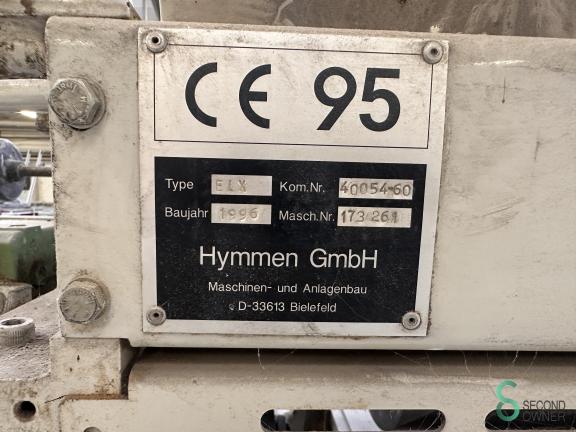 CE 95
Type ELX Kom.Nr. 40054-60
Baujahr 1996 Masch.Nr. 173/261
Hymmen GmbH
Maschinen- und Anlagenbau
D-33613 Bielefeld
SECOND
OWNER